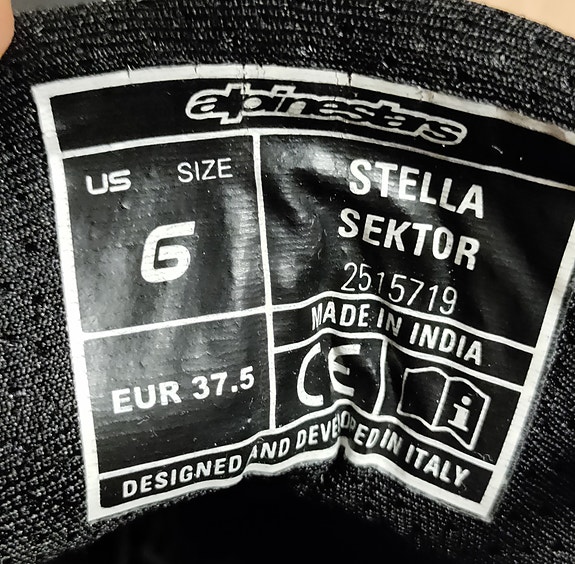 alpinestars
US SIZE
6
EUR 37.5
STELLA
SEKTOR
2515719
MADE IN INDIA
CE
i
DESIGNED AND DEVELOPED IN ITALY